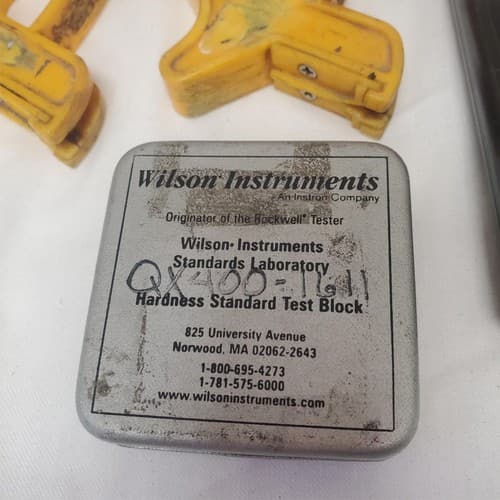 Wilson Instruments
An Instron Company
Originator of the Rockwell® Tester
Wilson® Instruments
Standards Laboratory
QX400-1611
Hardness Standard Test Block
825 University Avenue
Norwood, MA 02062-2643
1-800-695-4273
1-781-575-6000
www.wilsoninstruments.com